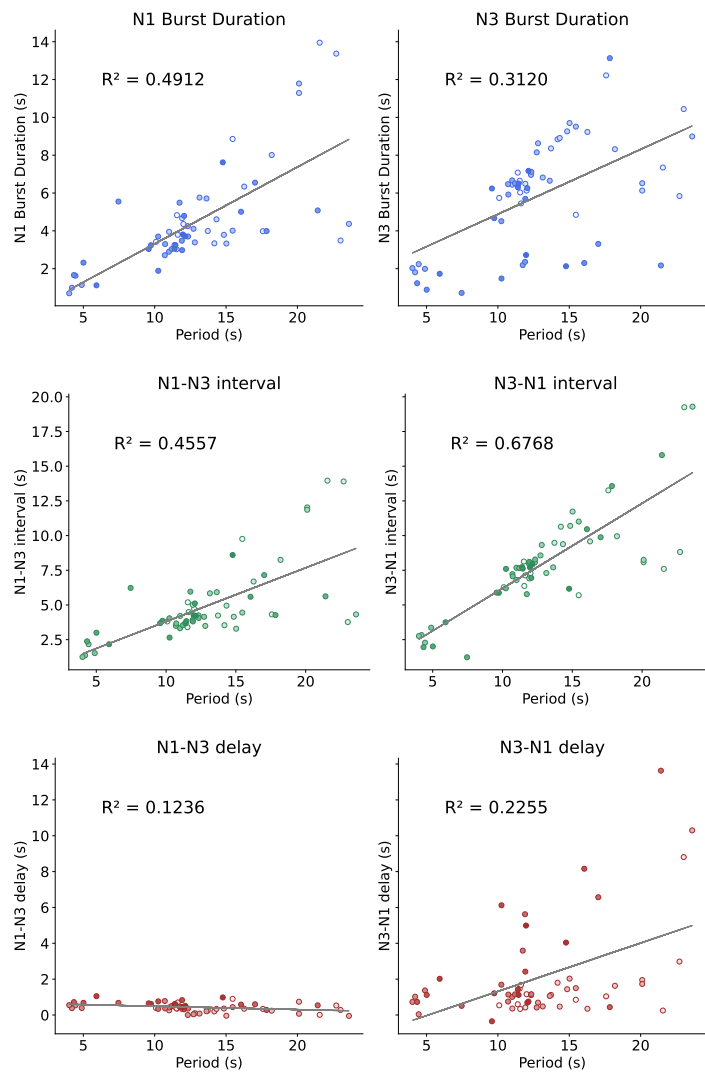 N1 Burst Duration
N3 Burst Duration
14
12
10
8
6
4
2
R² = 0.4912
R² = 0.3120
N1 Burst Duration (s)
N3 Burst Duration (s)
5 10 15 20
5 10 15 20
Period (s)
Period (s)
N1-N3 interval
N3-N1 interval
20.0
17.5
15.0
12.5
10.0
7.5
5.0
2.5
R² = 0.4557
R² = 0.6768
N1-N3 interval (s)
N3-N1 interval (s)
5 10 15 20
5 10 15 20
Period (s)
Period (s)
N1-N3 delay
N3-N1 delay
14
12
10
8
6
4
2
0
R² = 0.1236
R² = 0.2255
N1-N3 delay (s)
N3-N1 delay (s)
5 10 15 20
5 10 15 20
Period (s)
Period (s)